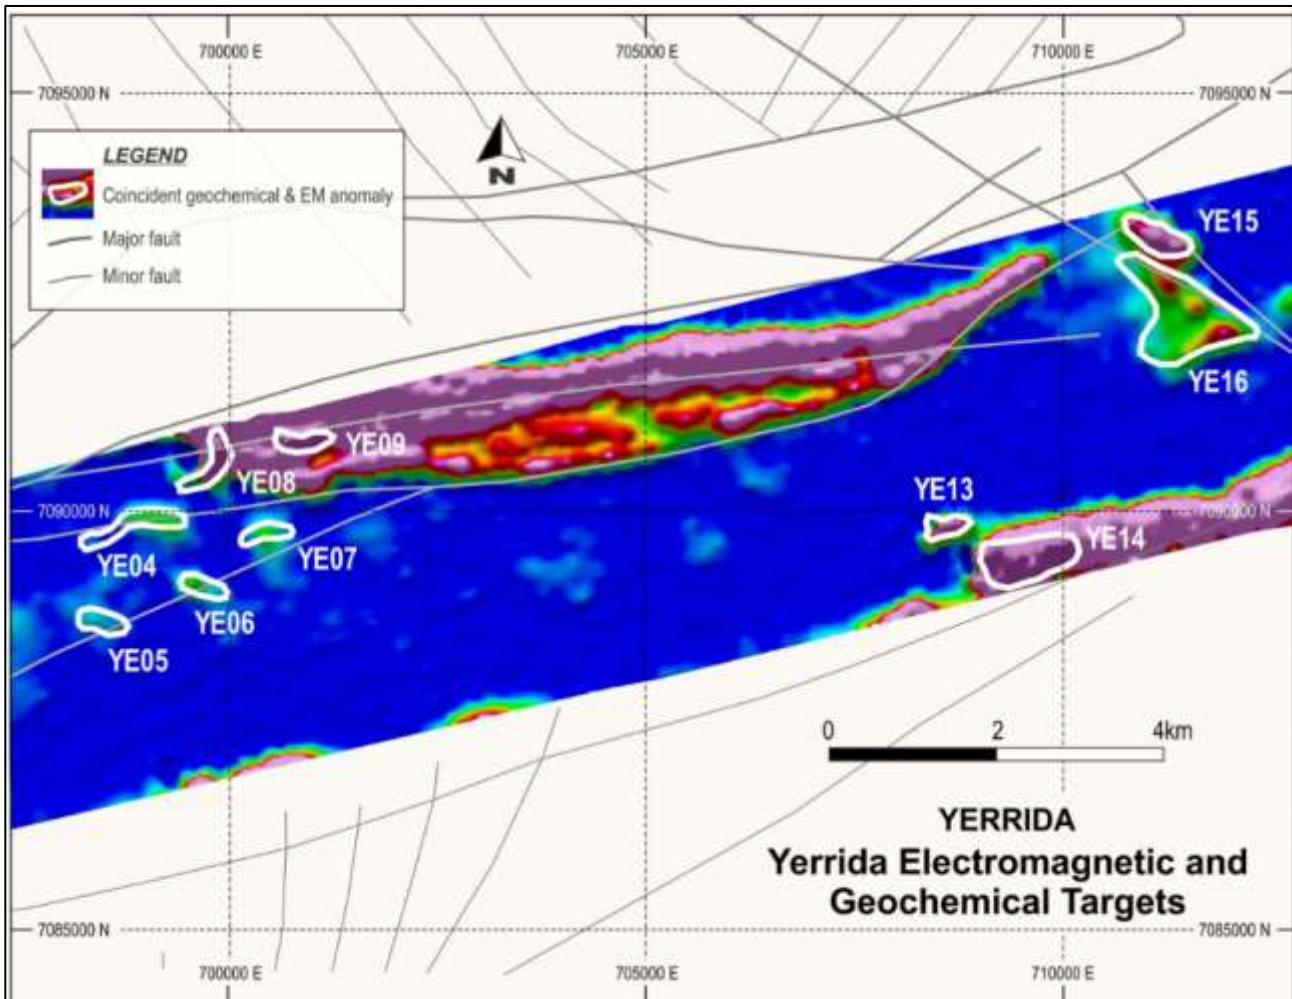 700000 E
705000 E
710000 E
7095000 N
7095000 N
LEGEND
Coincident geochemical & EM anomaly
Major fault
Minor fault
N
YE15
YE16
YE09
YE08
7090000 N
7090000 N
YE13
YE14
YE04
YE07
YE06
YE05
0
2
4km
YERRIDA
Yerrida Electromagnetic and
Geochemical Targets
7085000 N
7085000 N
700000 E
705000 E
710000 E